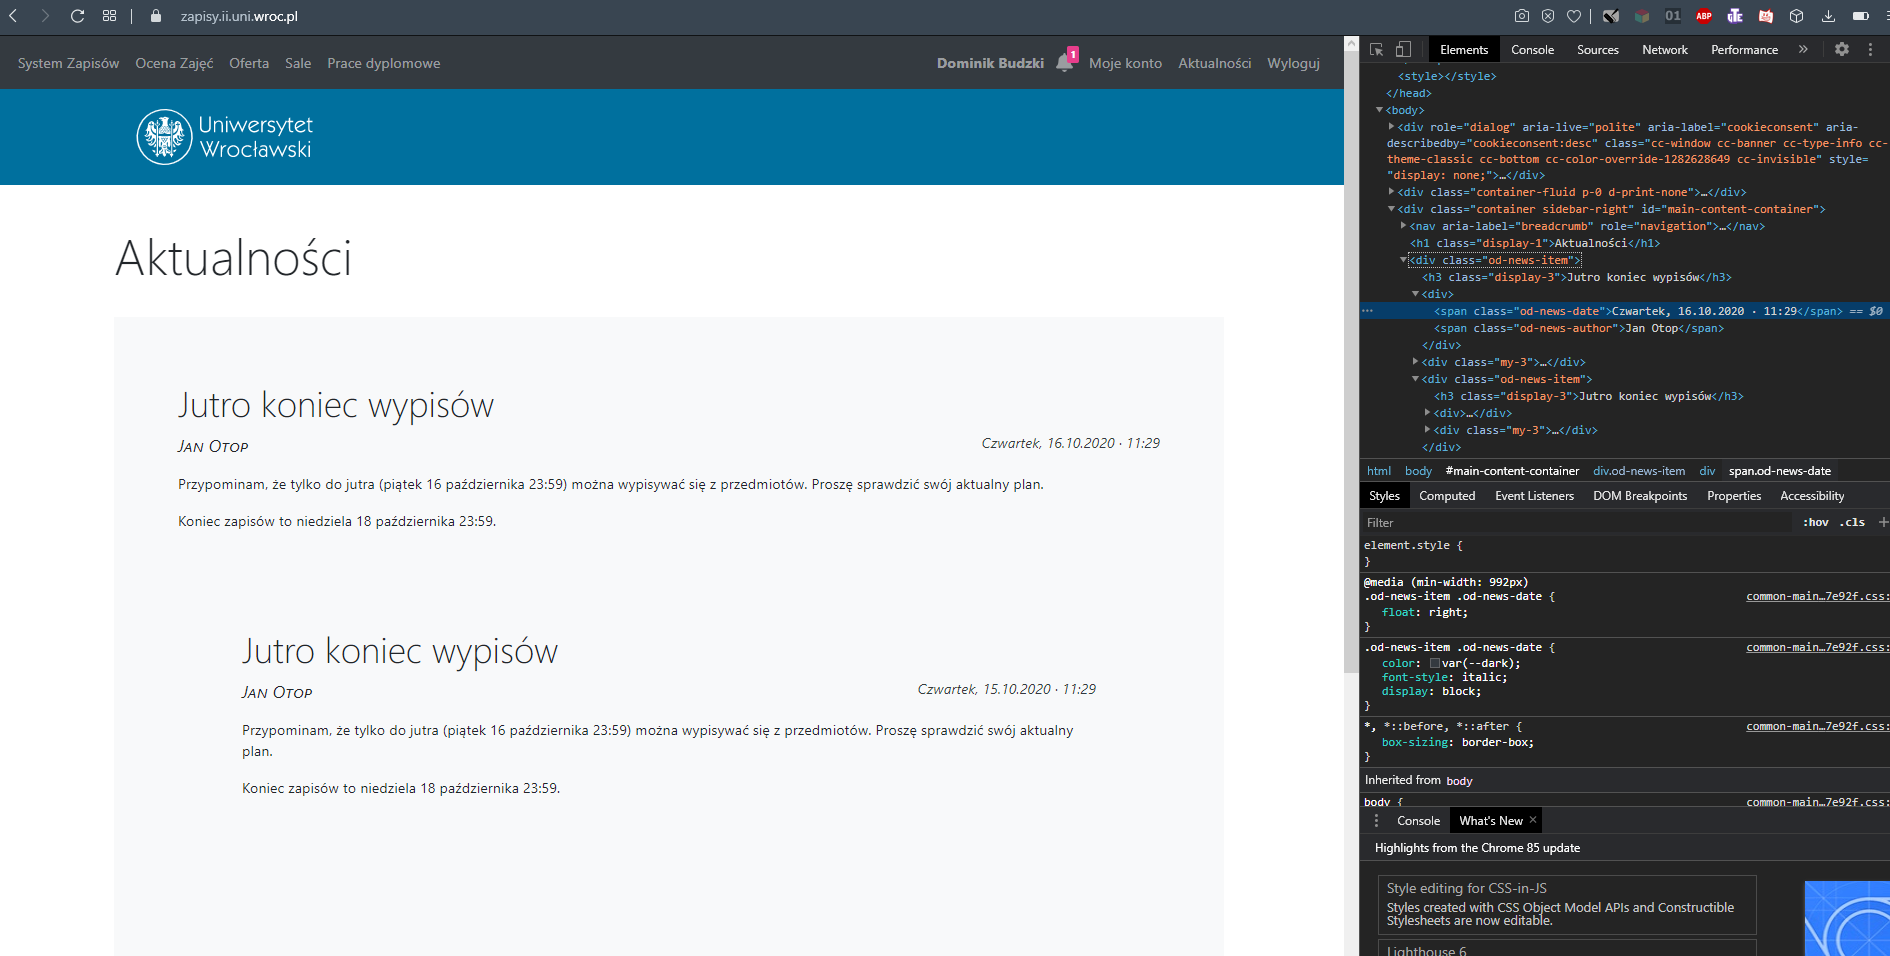 zapisy.ii.uni.wroc.pl
01
ABP
System Zapisów Ocena Zajęć Oferta Sale Prace dyplomowe
Dominik Budzki 1 Moje konto Aktualności Wyloguj
Uniwersytet
Wrocławski
Aktualności
Jutro koniec wypisów
Jan Otop
Czwartek, 16.10.2020 · 11:29
Przypominam, że tylko do jutra (piątek 16 października 23:59) można wypisywać się z przedmiotów. Proszę sprawdzić swój aktualny plan.
Koniec zapisów to niedziela 18 października 23:59.
Jutro koniec wypisów
Jan Otop
Czwartek, 15.10.2020 · 11:29
Przypominam, że tylko do jutra (piątek 16 października 23:59) można wypisywać się z przedmiotów. Proszę sprawdzić swój aktualny
plan.
Koniec zapisów to niedziela 18 października 23:59.
Elements Console Sources Network Performance »
<style></style>
</head>
<body>
<div role="dialog" aria-live="polite" aria-label="cookieconsent" aria-
describedby="cookieconsent:desc" class="cc-window cc-banner cc-type-info cc-
theme-classic cc-bottom cc-color-override-1282628649 cc-invisible" style=
"display: none;">…</div>
<div class="container-fluid p-0 d-print-none">…</div>
<div class="container sidebar-right" id="main-content-container">
<nav aria-label="breadcrumb" role="navigation">…</nav>
<h1 class="display-1">Aktualności</h1>
<div class="od-news-item">
<h3 class="display-3">Jutro koniec wypisów</h3>
<div>
<span class="od-news-date">Czwartek, 16.10.2020 · 11:29</span> == $0
<span class="od-news-author">Jan Otop</span>
</div>
<div class="my-3">…</div>
<div class="od-news-item">
<h3 class="display-3">Jutro koniec wypisów</h3>
<div>…</div>
<div class="my-3">…</div>
</div>
html body #main-content-container div.od-news-item div span.od-news-date
Styles Computed Event Listeners DOM Breakpoints Properties Accessibility
Filter :hov .cls +
element.style {
}
@media (min-width: 992px)
.od-news-item .od-news-date { common-main…7e92f.css:
float: right;
}
.od-news-item .od-news-date { common-main…7e92f.css:
color: var(--dark);
font-style: italic;
display: block;
}
*, *::before, *::after { common-main…7e92f.css:
box-sizing: border-box;
}
Inherited from body
body { common-main…7e92f.css:
Console What's New ×
Highlights from the Chrome 85 update
Style editing for CSS-in-JS
Styles created with CSS Object Model APIs and Constructible
Stylesheets are now editable.
Lighthouse 6